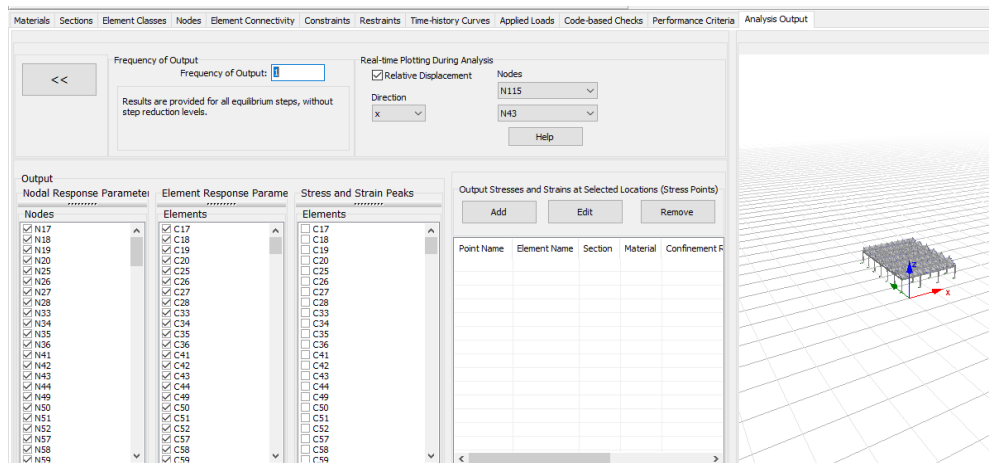 Materials Sections Element Classes Nodes Element Connectivity Constraints Restraints Time-history Curves Applied Loads Code-based Checks Performance Criteria Analysis Output
<<
Frequency of Output
Frequency of Output: 1
Results are provided for all equilibrium steps, without
step reduction levels.
Real-time Plotting During Analysis
Relative Displacement
Nodes
N115
Direction
x
N43
Help
Output
Nodal Response Parameter
Element Response Parame
Stress and Strain Peaks
Nodes
N17
N18
N19
N20
N25
N26
N27
N28
N33
N34
N35
N36
N41
N42
N43
N44
N49
N50
N51
N52
N57
N58
N59
Elements
C17
C18
C19
C20
C25
C26
C27
C28
C33
C34
C35
C36
C41
C42
C43
C44
C49
C50
C51
C52
C57
C58
C59
Elements
C17
C18
C19
C20
C25
C26
C27
C28
C33
C34
C35
C36
C41
C42
C43
C44
C49
C50
C51
C52
C57
C58
C59
Output Stresses and Strains at Selected Locations (Stress Points)
Add Edit Remove
Point Name Element Name Section Material Confinement R
z
x